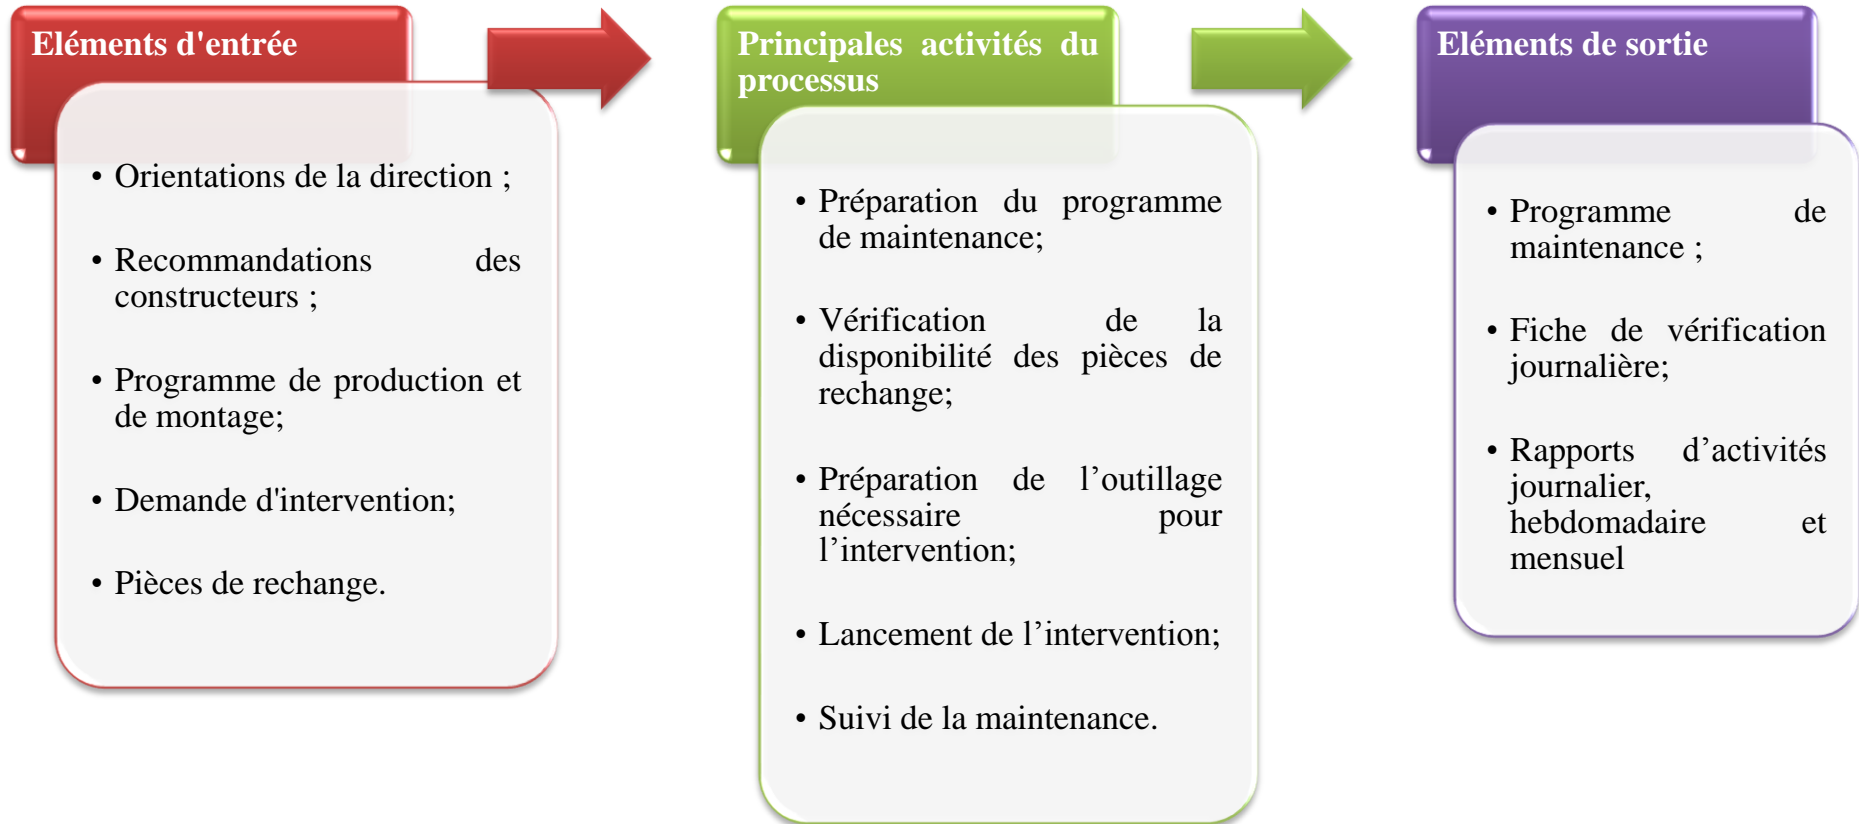 Eléments d'entrée
• Orientations de la direction ;
• Recommandations des
constructeurs ;
• Programme de production et
de montage;
• Demande d'intervention;
• Pièces de rechange.
Principales activités du
processus
• Préparation du programme
de maintenance;
• Vérification de la
disponibilité des pièces de
rechange;
• Préparation de l’outillage
nécessaire pour
l’intervention;
• Lancement de l’intervention;
• Suivi de la maintenance.
Eléments de sortie
• Programme de
maintenance ;
• Fiche de vérification
journalière;
• Rapports d’activités
journalier,
hebdomadaire et
mensuel